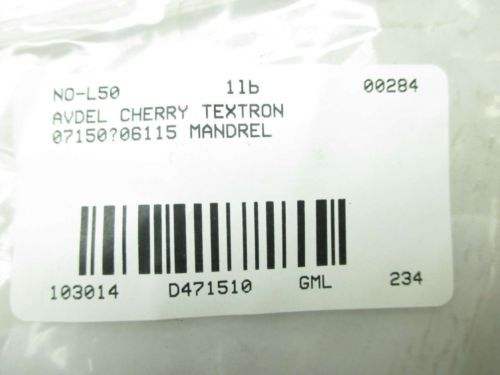 NO-L50 1lb 00284
AVDEL CHERRY TEXTRON
07150?06115 MANDREL
103014 D471510 GML 234